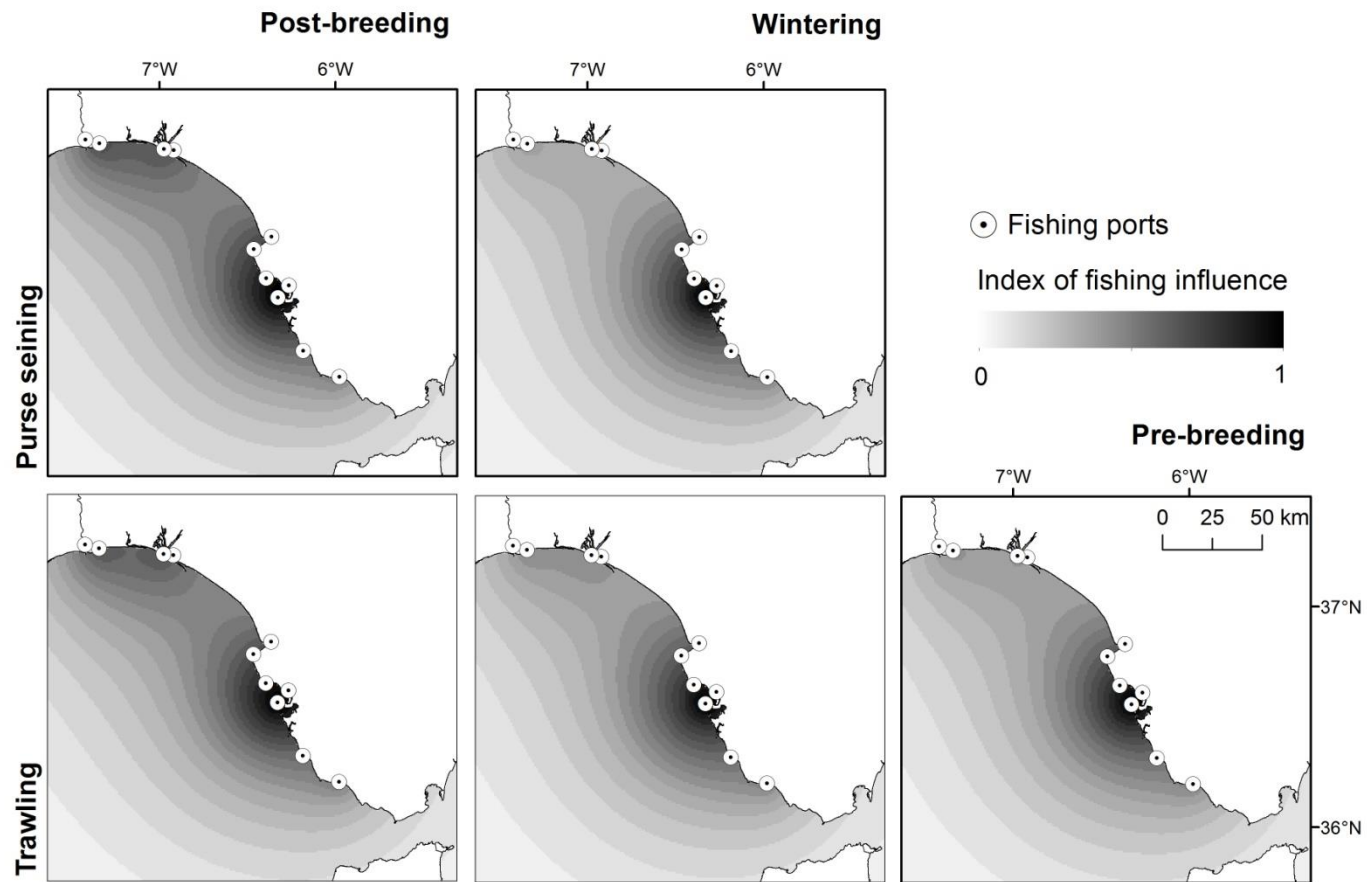 Post-breeding
Wintering
7°W
6°W
7°W
6°W
Purse seining
Fishing ports
Index of fishing influence
0
1
Pre-breeding
7°W
6°W
0 25 50 km
Trawling
37°N
36°N